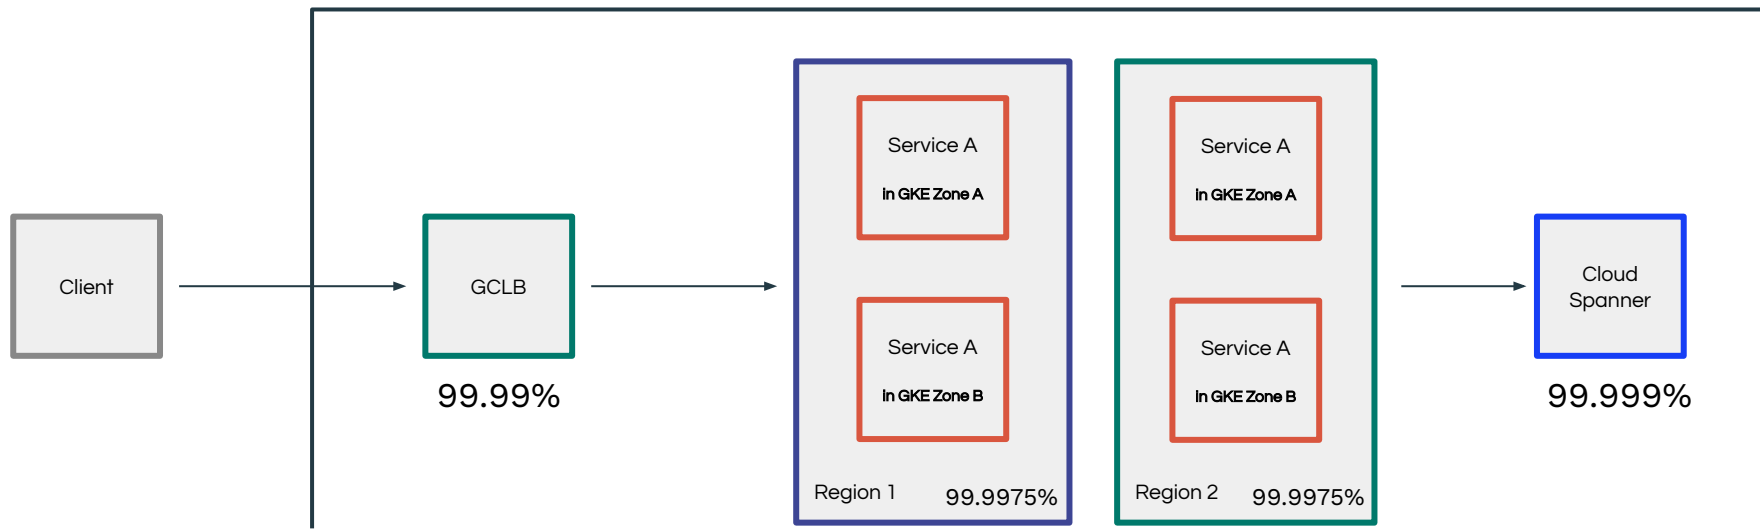 Client
GCLB
99.99%
Service A
in GKE Zone A
Service A
in GKE Zone B
Region 1
99.9975%
Service A
in GKE Zone A
Service A
in GKE Zone B
Region 2
99.9975%
Cloud
Spanner
99.999%